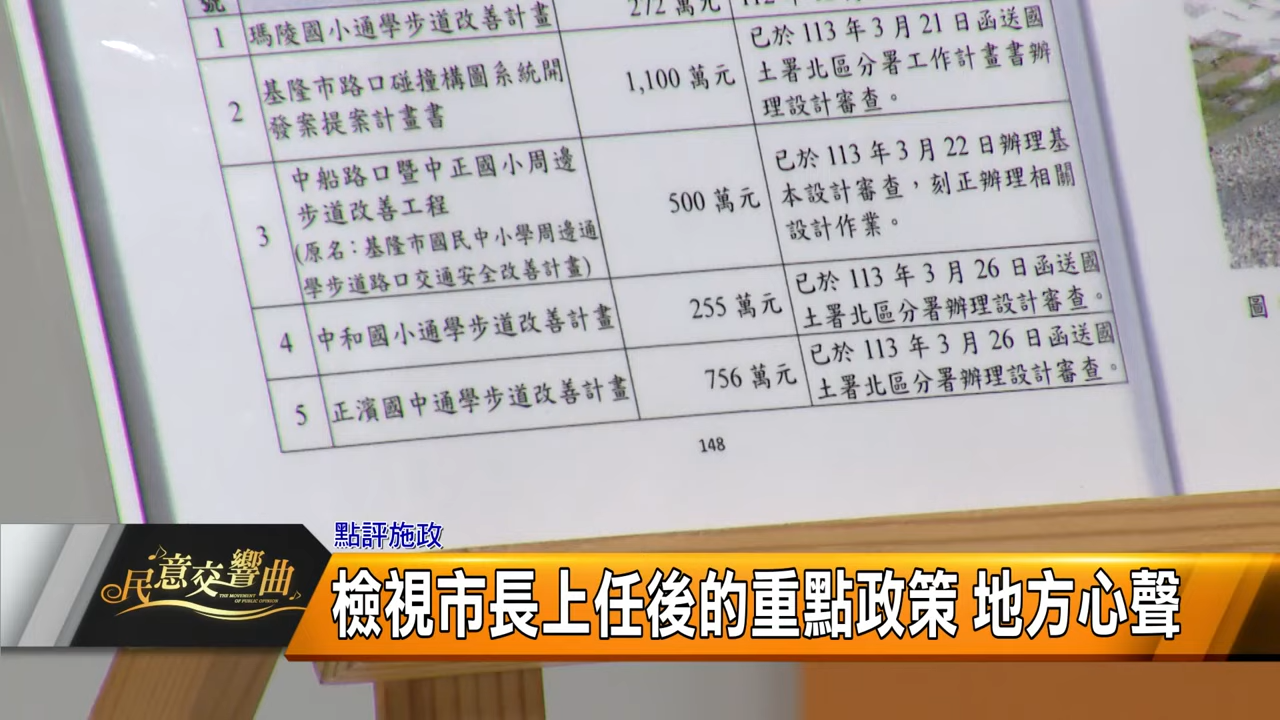 號
272 萬元
1
瑪陵國小通學步道改善計畫
2
基隆市路口碰撞構圖系統開
發案提案計畫書
1,100 萬元
已於 113 年 3 月 21 日函送國
土署北區分署工作計畫書辦
理設計審查。
3
中船路口暨中正國小周邊
步道改善工程
(原名：基隆市國民中小學周邊通
學步道路口交通安全改善計畫)
500 萬元
已於 113 年 3 月 22 日辦理基
本設計審查，刻正辦理相關
設計作業。
4
中和國小通學步道改善計畫
255 萬元
已於 113 年 3 月 26 日函送國
土署北區分署辦理設計審查。
5
正濱國中通學步道改善計畫
756 萬元
已於 113 年 3 月 26 日函送國
土署北區分署辦理設計審查。
148
圖
點評施政
民意交響曲
THE MOVEMENT
OF PUBLIC OPINION
檢視市長上任後的重點政策 地方心聲